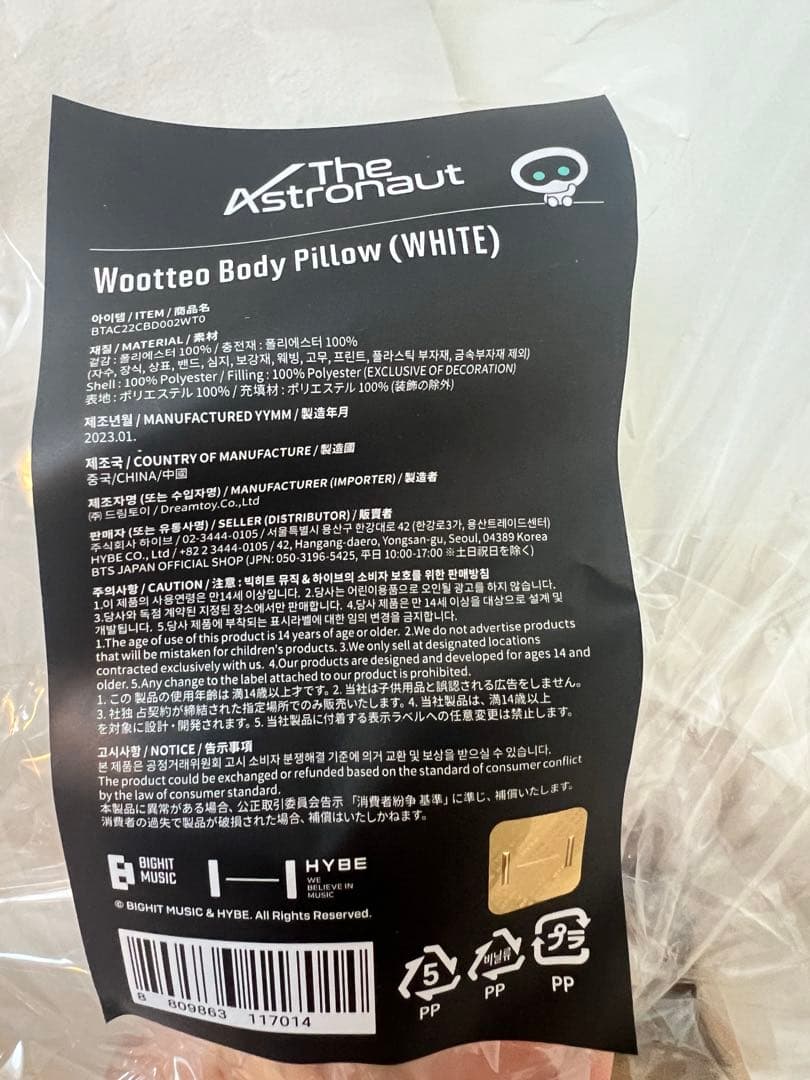 The
Astronaut
Wootteo Body Pillow (WHITE)
아이템 / ITEM / 商品名
BTAC22CBD002WT0
재질 / MATERIAL / 素材
겉감 : 폴리에스터 100% / 충전재 : 폴리에스터 100%
(자수, 장식, 상표, 밴드, 심지, 보강재, 웨빙, 고무, 프린트, 플라스틱 부자재, 금속부자재 제외)
Shell : 100% Polyester / Filling : 100% Polyester (EXCLUSIVE OF DECORATION)
表地 : ポリエステル 100% / 充填材 : ポリエステル 100% (装飾の除外)
제조년월 / MANUFACTURED YYMM / 製造年月
2023.01.
제조국 / COUNTRY OF MANUFACTURE / 製造國
중국/CHINA/中國
제조자명 (또는 수입자명) / MANUFACTURER (IMPORTER) / 製造者
㈜ 드림토이 / Dreamtoy.Co.,Ltd
판매자 (또는 유통사명) / SELLER (DISTRIBUTOR) / 販賣者
주식회사 하이브 / 02-3444-0105 / 서울특별시 용산구 한강대로 42 (한강로3가, 용산트레이드센터)
HYBE CO., Ltd / +82 2 3444-0105 / 42, Hangang-daero, Yongsan-gu, Seoul, 04389 Korea
BTS JAPAN OFFICIAL SHOP (JPN: 050-3196-5425, 平日 10:00-17:00 ※土日祝日を除く)
주의사항 / CAUTION / 注意 : 빅히트 뮤직 & 하이브의 소비자 보호를 위한 판매방침
1.이 제품의 사용연령은 만14세 이상입니다. 2.당사는 어린이용품으로 오인될 광고를 하지 않습니다.
3.당사와 독점 계약된 지정된 장소에서만 판매합니다. 4.당사 제품은 만 14세 이상을 대상으로 설계 및
개발됩니다. 5.당사 제품에 부착되는 표시라벨에 대한 임의 변경을 금지합니다.
1.The age of use of this product is 14 years of age or older. 2.We do not advertise products
that will be mistaken for children's products. 3.We only sell at designated locations
contracted exclusively with us. 4.Our products are designed and developed for ages 14 and
older. 5.Any change to the label attached to our product is prohibited.
1. この 製品の使用年齢は 満14歳以上才です。2. 当社は子供用品と誤認される広告をしません。
3. 社独 占契約が締結された指定場所でのみ販売いたします。4. 当社製品は、満14歳以上
を対象に設計・開発されます。5. 当社製品に付着する表示ラベルへの任意変更は禁止します。
고시사항 / NOTICE / 告示事項
본 제품은 공정거래위원회 고시 소비자 분쟁해결 기준에 의거 교환 및 보상을 받으실 수 있습니다.
The product could be exchanged or refunded based on the standard of consumer conflict
by the law of consumer standard.
本製品に異常がある場合、公正取引委員会告示 「消費者紛争 基準」に準じ、補償いたします。
消費者の過失で製品が破損された場合、補償はいたしかねます。
BIGHIT
MUSIC
HYBE
WE
BELIEVE IN
MUSIC
© BIGHIT MUSIC & HYBE. All Rights Reserved.
8 809863 117014
5
PP
비닐류
PP
プラ
PP